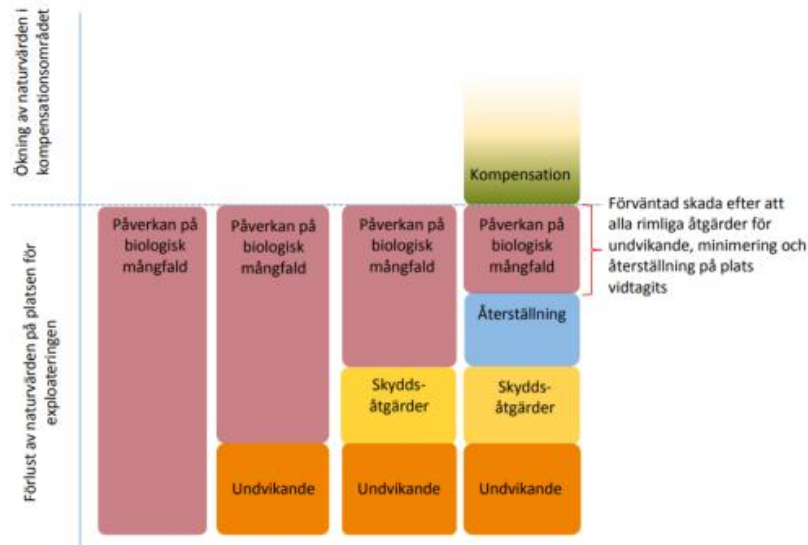 Ökning av naturvärden i
kompensationsområdet
Förlust av naturvärden på platsen för
exploateringen
Påverkan på
biologisk
mångfald
Påverkan på
biologisk
mångfald
Undvikande
Påverkan på
biologisk
mångfald
Skydds-
åtgärder
Undvikande
Kompensation
Påverkan på
biologisk
mångfald
Återställning
Skydds-
åtgärder
Undvikande
Förväntad skada efter att
alla rimliga åtgärder för
undvikande, minimering och
återställning på plats
vidtagits